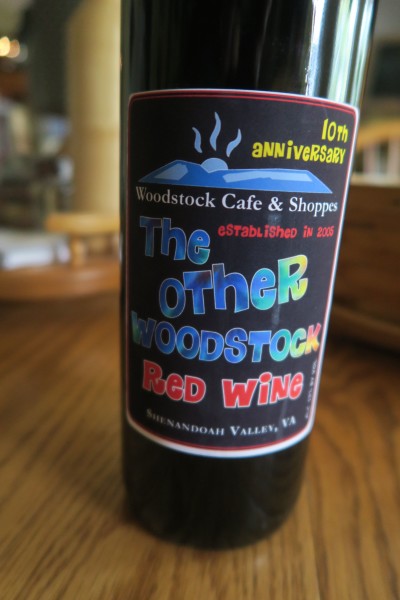 10TH
ANNIVERSARY
Woodstock Cafe & Shoppes
ESTABLISHED IN 2005
The
OTHER
WOODSTOCK
RED WINE
SHENANDOAH VALLEY, VA